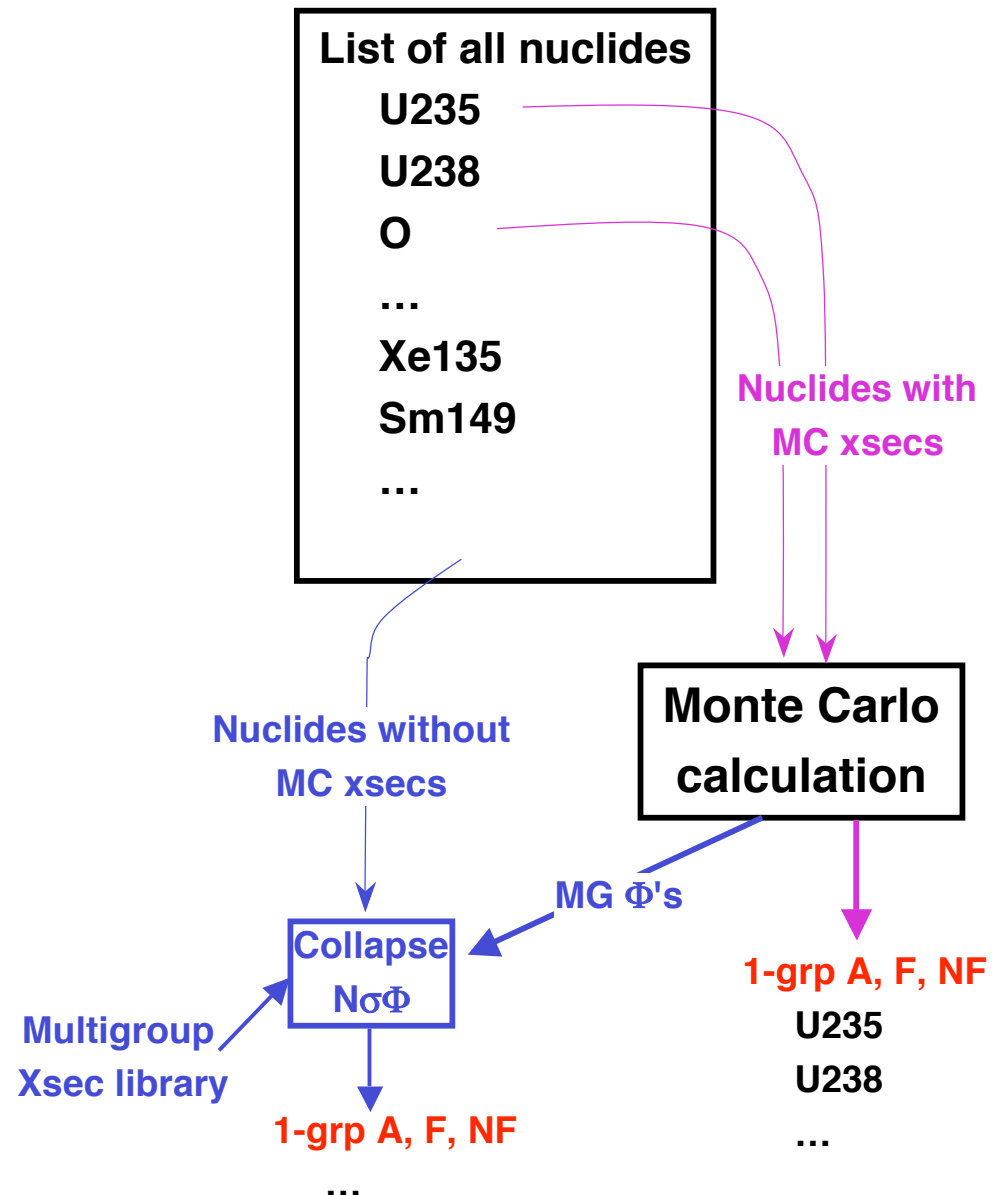 List of all nuclides
U235
U238
O
...
Xe135
Sm149
...
Nuclides with
MC xsecs
Nuclides without
MC xsecs
Monte Carlo
calculation
MG Φ's
Collapse
NσΦ
Multigroup
Xsec library
1-grp A, F, NF
...
1-grp A, F, NF
U235
U238
...